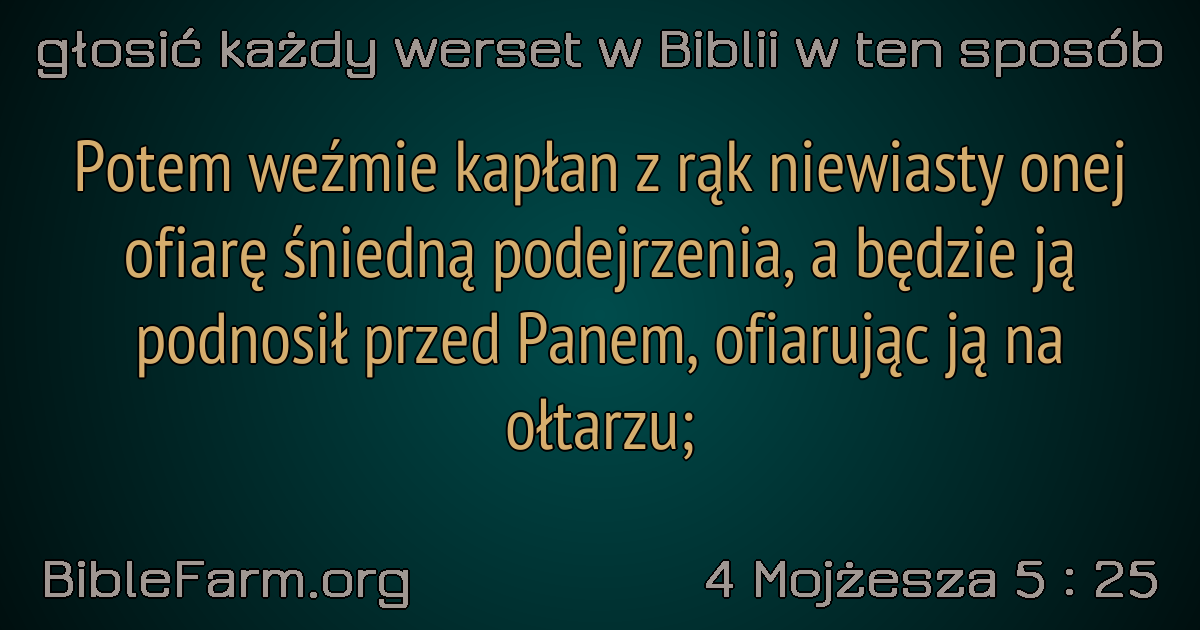 głosić każdy werset w Biblii w ten sposób
Potem weźmie kapłan z rąk niewiasty onej
ofiarę śniedną podejrzenia, a będzie ją
podnosił przed Panem, ofiarując ją na
ołtarzu;
BibleFarm.org
4 Mojżesza 5 : 25